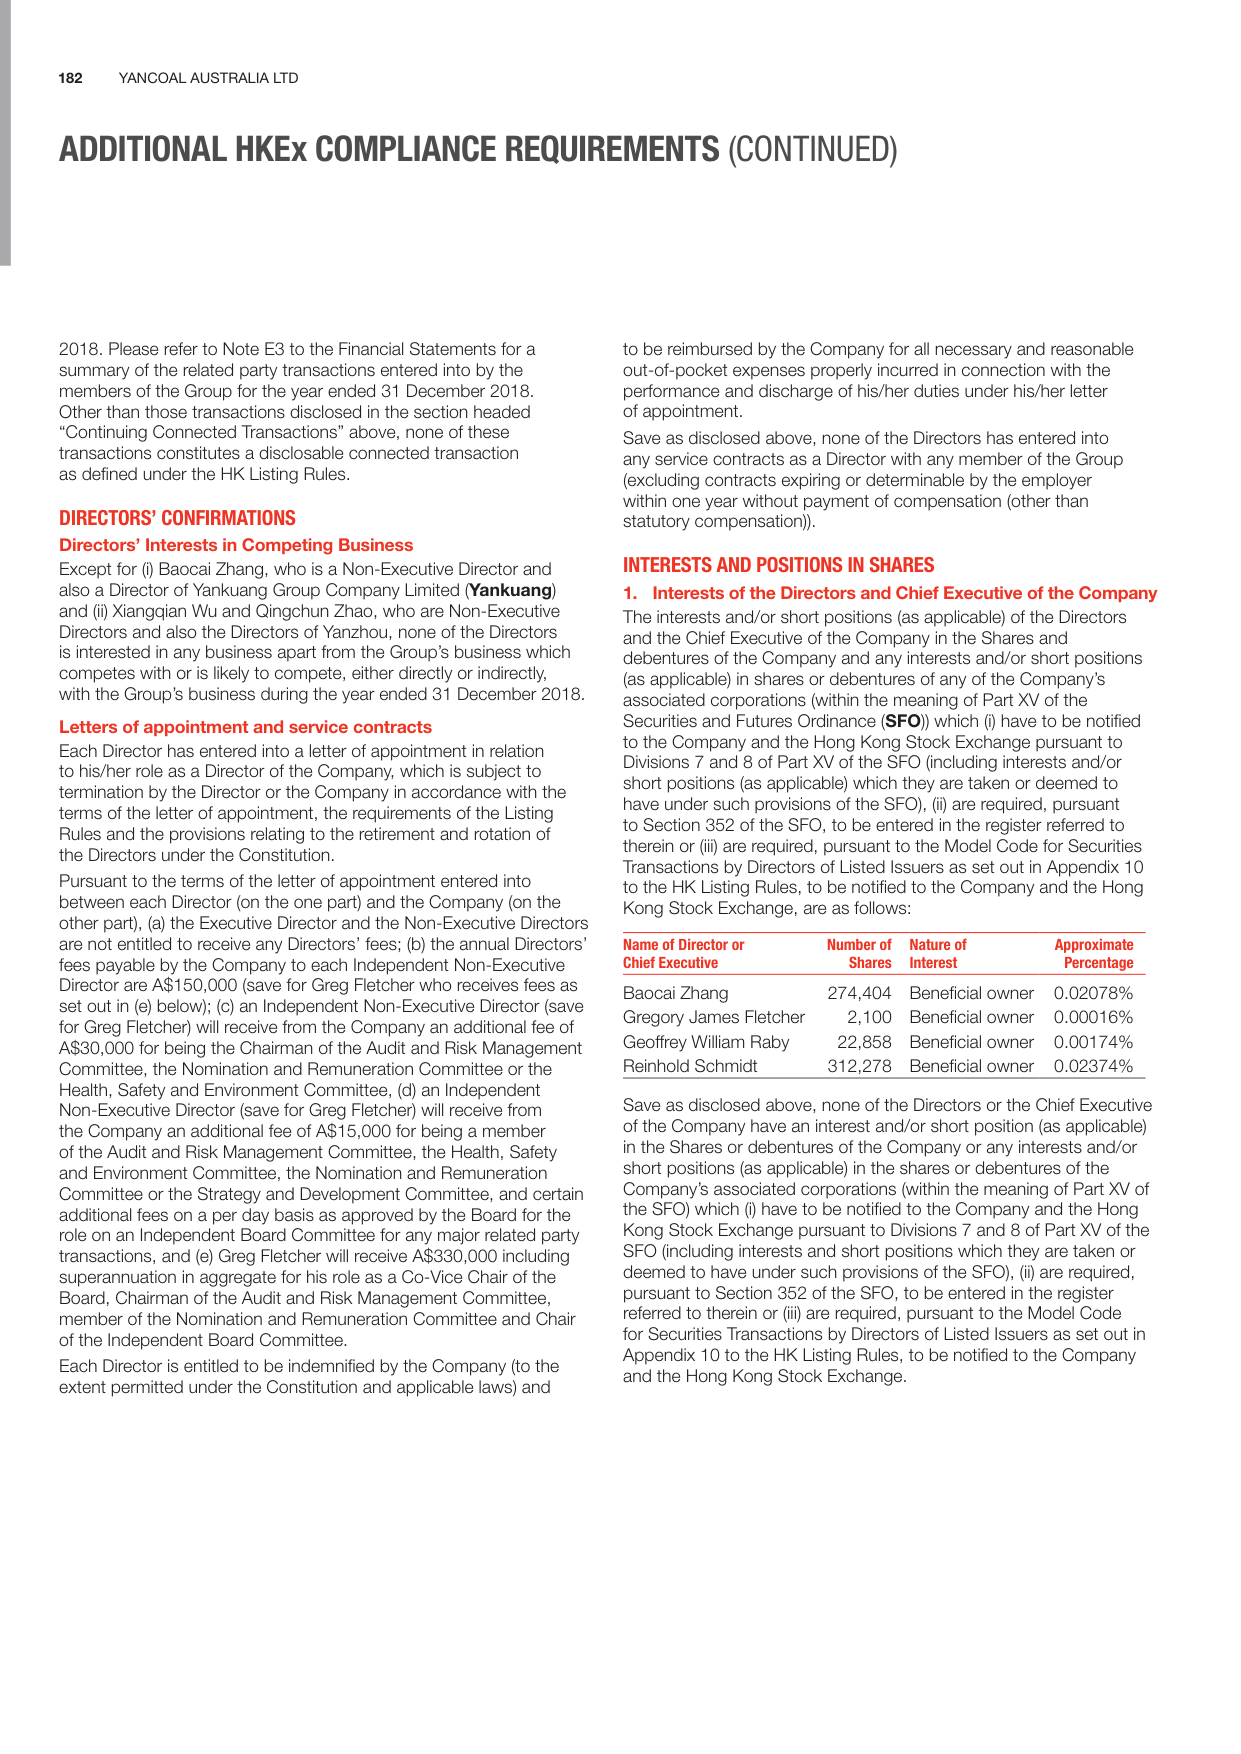 182 YANCOAL AUSTRALIA LTD
ADDITIONAL HKEx COMPLIANCE REQUIREMENTS (CONTINUED)
2018. Please refer to Note E3 to the Financial Statements for a
summary of the related party transactions entered into by the
members of the Group for the year ended 31 December 2018.
Other than those transactions disclosed in the section headed
“Continuing Connected Transactions” above, none of these
transactions constitutes a disclosable connected transaction
as defined under the HK Listing Rules.
DIRECTORS’ CONFIRMATIONS
Directors’ Interests in Competing Business
Except for (i) Baocai Zhang, who is a Non-Executive Director and
also a Director of Yankuang Group Company Limited (Yankuang)
and (ii) Xiangqian Wu and Qingchun Zhao, who are Non-Executive
Directors and also the Directors of Yanzhou, none of the Directors
is interested in any business apart from the Group’s business which
competes with or is likely to compete, either directly or indirectly,
with the Group’s business during the year ended 31 December 2018.
Letters of appointment and service contracts
Each Director has entered into a letter of appointment in relation
to his/her role as a Director of the Company, which is subject to
termination by the Director or the Company in accordance with the
terms of the letter of appointment, the requirements of the Listing
Rules and the provisions relating to the retirement and rotation of
the Directors under the Constitution.
Pursuant to the terms of the letter of appointment entered into
between each Director (on the one part) and the Company (on the
other part), (a) the Executive Director and the Non-Executive Directors
are not entitled to receive any Directors’ fees; (b) the annual Directors’
fees payable by the Company to each Independent Non-Executive
Director are A$150,000 (save for Greg Fletcher who receives fees as
set out in (e) below); (c) an Independent Non-Executive Director (save
for Greg Fletcher) will receive from the Company an additional fee of
A$30,000 for being the Chairman of the Audit and Risk Management
Committee, the Nomination and Remuneration Committee or the
Health, Safety and Environment Committee, (d) an Independent
Non-Executive Director (save for Greg Fletcher) will receive from
the Company an additional fee of A$15,000 for being a member
of the Audit and Risk Management Committee, the Health, Safety
and Environment Committee, the Nomination and Remuneration
Committee or the Strategy and Development Committee, and certain
additional fees on a per day basis as approved by the Board for the
role on an Independent Board Committee for any major related party
transactions, and (e) Greg Fletcher will receive A$330,000 including
superannuation in aggregate for his role as a Co-Vice Chair of the
Board, Chairman of the Audit and Risk Management Committee,
member of the Nomination and Remuneration Committee and Chair
of the Independent Board Committee.
Each Director is entitled to be indemnified by the Company (to the
extent permitted under the Constitution and applicable laws) and
to be reimbursed by the Company for all necessary and reasonable
out-of-pocket expenses properly incurred in connection with the
performance and discharge of his/her duties under his/her letter
of appointment.
Save as disclosed above, none of the Directors has entered into
any service contracts as a Director with any member of the Group
(excluding contracts expiring or determinable by the employer
within one year without payment of compensation (other than
statutory compensation)).
INTERESTS AND POSITIONS IN SHARES
1. Interests of the Directors and Chief Executive of the Company
The interests and/or short positions (as applicable) of the Directors
and the Chief Executive of the Company in the Shares and
debentures of the Company and any interests and/or short positions
(as applicable) in shares or debentures of any of the Company’s
associated corporations (within the meaning of Part XV of the
Securities and Futures Ordinance (SFO)) which (i) have to be notified
to the Company and the Hong Kong Stock Exchange pursuant to
Divisions 7 and 8 of Part XV of the SFO (including interests and/or
short positions (as applicable) which they are taken or deemed to
have under such provisions of the SFO), (ii) are required, pursuant
to Section 352 of the SFO, to be entered in the register referred to
therein or (iii) are required, pursuant to the Model Code for Securities
Transactions by Directors of Listed Issuers as set out in Appendix 10
to the HK Listing Rules, to be notified to the Company and the Hong
Kong Stock Exchange, are as follows:
Name of Director or Number of Nature of Approximate
Chief Executive Shares Interest Percentage
Baocai Zhang 274,404 Beneficial owner 0.02078%
Gregory James Fletcher 2,100 Beneficial owner 0.00016%
Geoffrey William Raby 22,858 Beneficial owner 0.00174%
Reinhold Schmidt 312,278 Beneficial owner 0.02374%
Save as disclosed above, none of the Directors or the Chief Executive
of the Company have an interest and/or short position (as applicable)
in the Shares or debentures of the Company or any interests and/or
short positions (as applicable) in the shares or debentures of the
Company’s associated corporations (within the meaning of Part XV of
the SFO) which (i) have to be notified to the Company and the Hong
Kong Stock Exchange pursuant to Divisions 7 and 8 of Part XV of the
SFO (including interests and short positions which they are taken or
deemed to have under such provisions of the SFO), (ii) are required,
pursuant to Section 352 of the SFO, to be entered in the register
referred to therein or (iii) are required, pursuant to the Model Code
for Securities Transactions by Directors of Listed Issuers as set out in
Appendix 10 to the HK Listing Rules, to be notified to the Company
and the Hong Kong Stock Exchange.